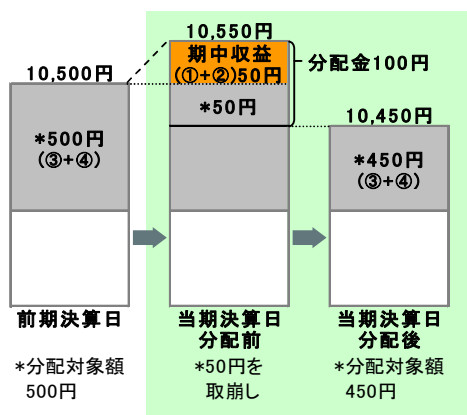 10,550円
期中収益
(①+②)50円
分配金100円
10,500円
*50円
10,450円
*500円
(③+④)
*450円
(③+④)
前期決算日
当期決算日
分配前
当期決算日
分配後
*分配対象額
500円
*50円を
取崩し
*分配対象額
450円